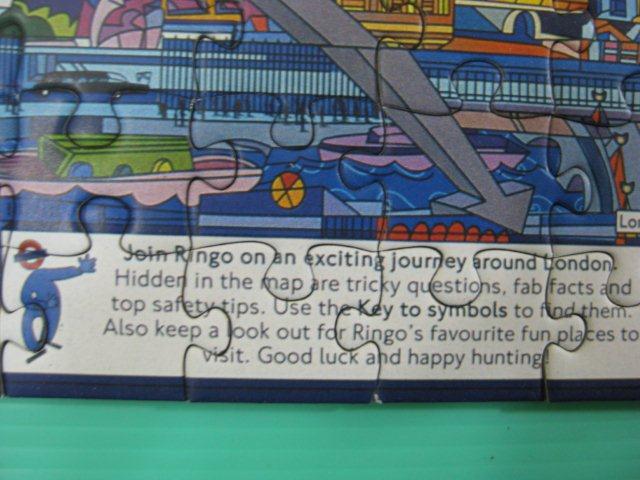 Lo
Join Ringo on an exciting journey around London.
Hidden in the map are tricky questions, fab facts and
top safety tips. Use the Key to symbols to find them.
Also keep a look out for Ringo's favourite fun places to
visit. Good luck and happy hunting!